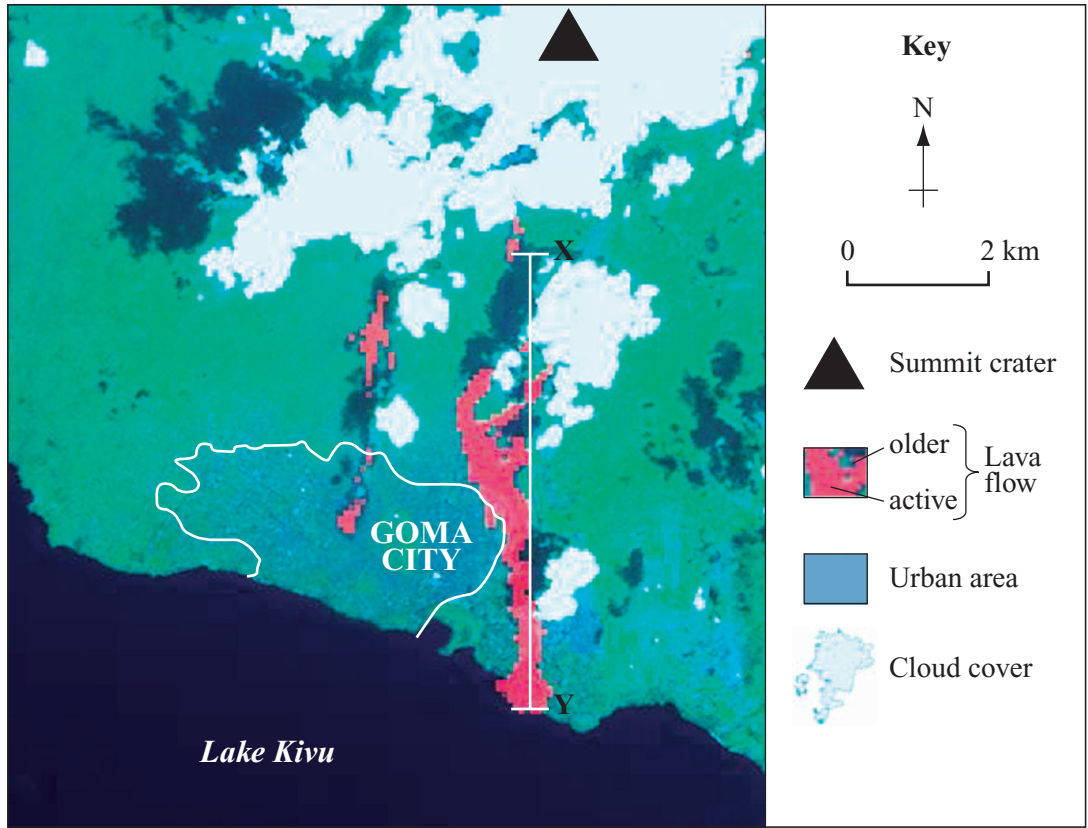 X
GOMA
CITY
Y
Lake Kivu
Key
N
0 2 km
Summit crater
older
active
Lava
flow
Urban area
Cloud cover